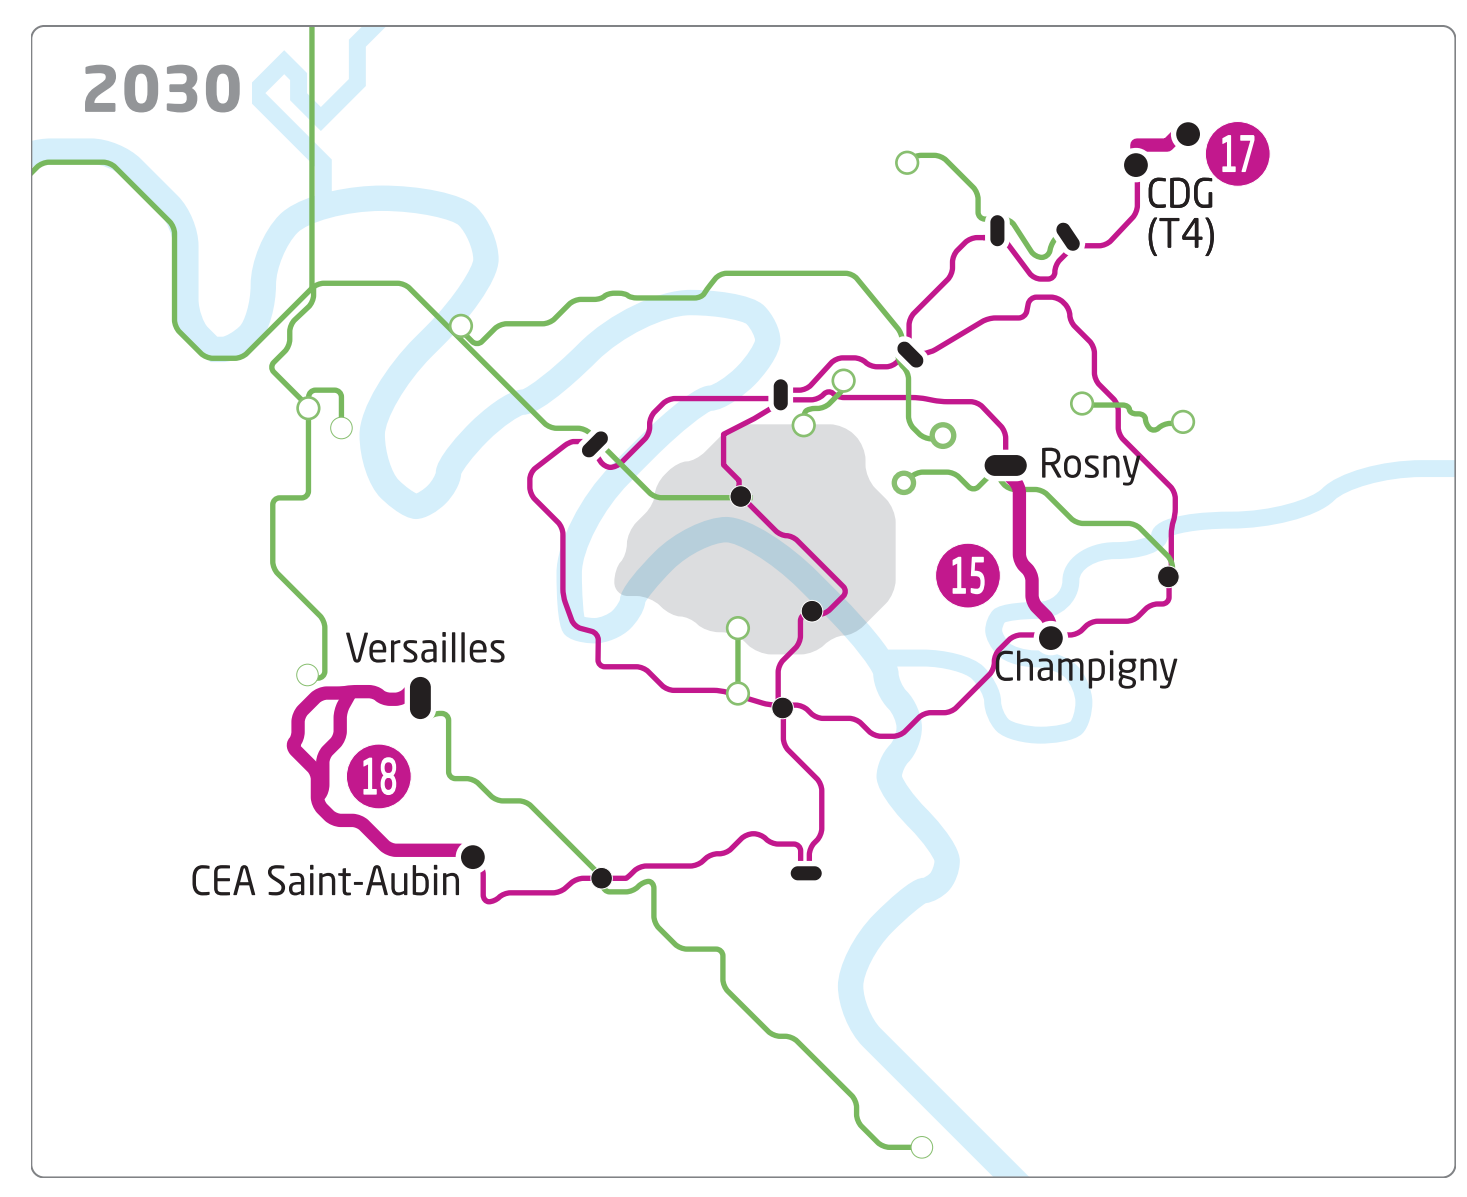 2030
17
CDG
(T4)
Rosny
15
Versailles
Champigny
18
CEA Saint-Aubin